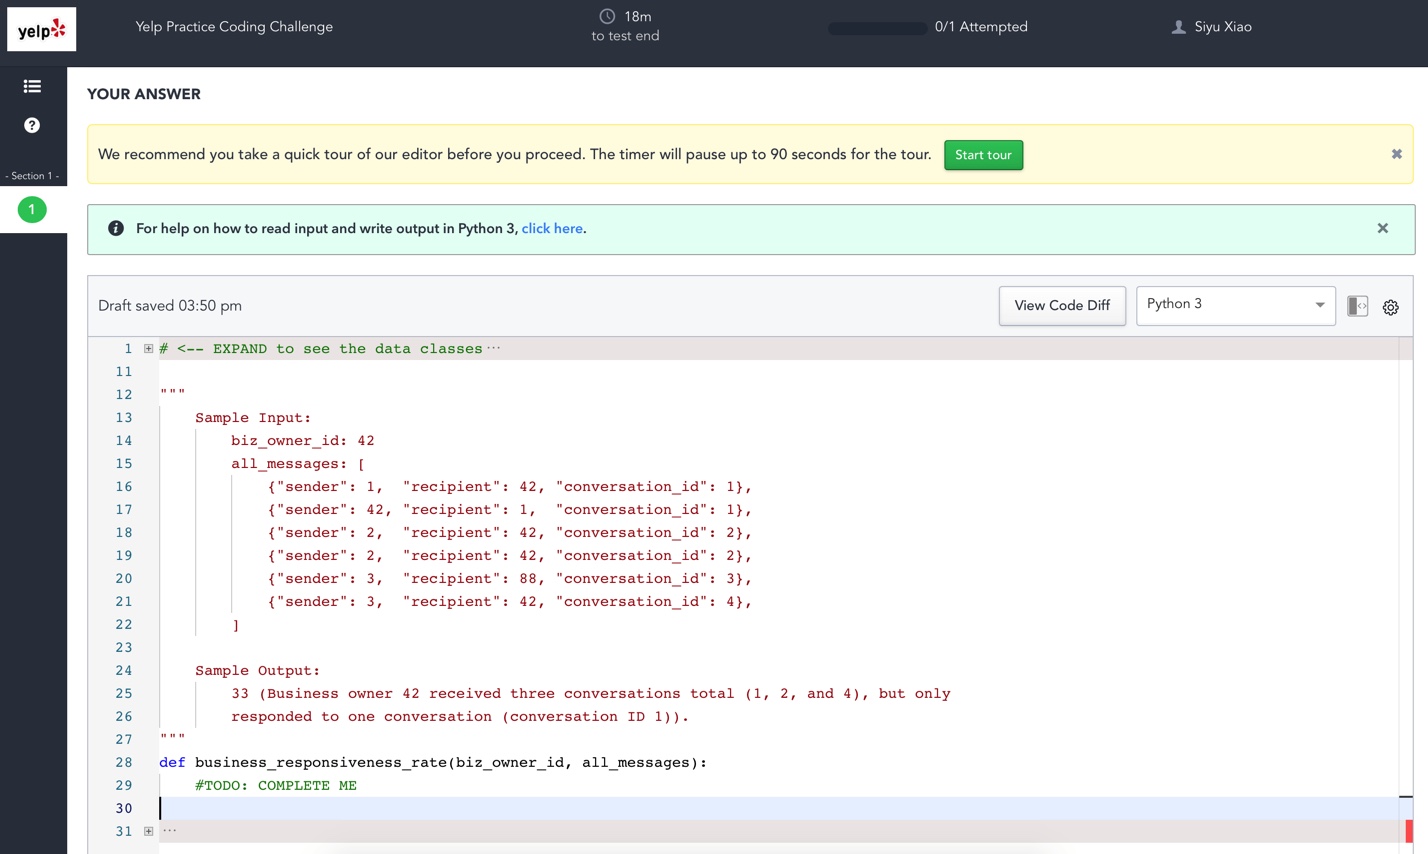 yelp
Yelp Practice Coding Challenge
18m
to test end
0/1 Attempted
Siyu Xiao
?
- Section 1 -
1
YOUR ANSWER
We recommend you take a quick tour of our editor before you proceed. The timer will pause up to 90 seconds for the tour. Start tour
For help on how to read input and write output in Python 3, click here.
Draft saved 03:50 pm
View Code Diff
Python 3
1 # <-- EXPAND to see the data classes ···
11
12 """
13 Sample Input:
14 biz_owner_id: 42
15 all_messages: [
16 {"sender": 1, "recipient": 42, "conversation_id": 1},
17 {"sender": 42, "recipient": 1, "conversation_id": 1},
18 {"sender": 2, "recipient": 42, "conversation_id": 2},
19 {"sender": 2, "recipient": 42, "conversation_id": 2},
20 {"sender": 3, "recipient": 88, "conversation_id": 3},
21 {"sender": 3, "recipient": 42, "conversation_id": 4},
22 ]
23
24 Sample Output:
25 33 (Business owner 42 received three conversations total (1, 2, and 4), but only
26 responded to one conversation (conversation ID 1)).
27 """
28 def business_responsiveness_rate(biz_owner_id, all_messages):
29 #TODO: COMPLETE ME
30
31 ···